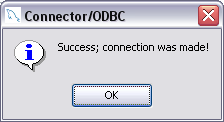 Connector/ODBC
Success; connection was made!
OK